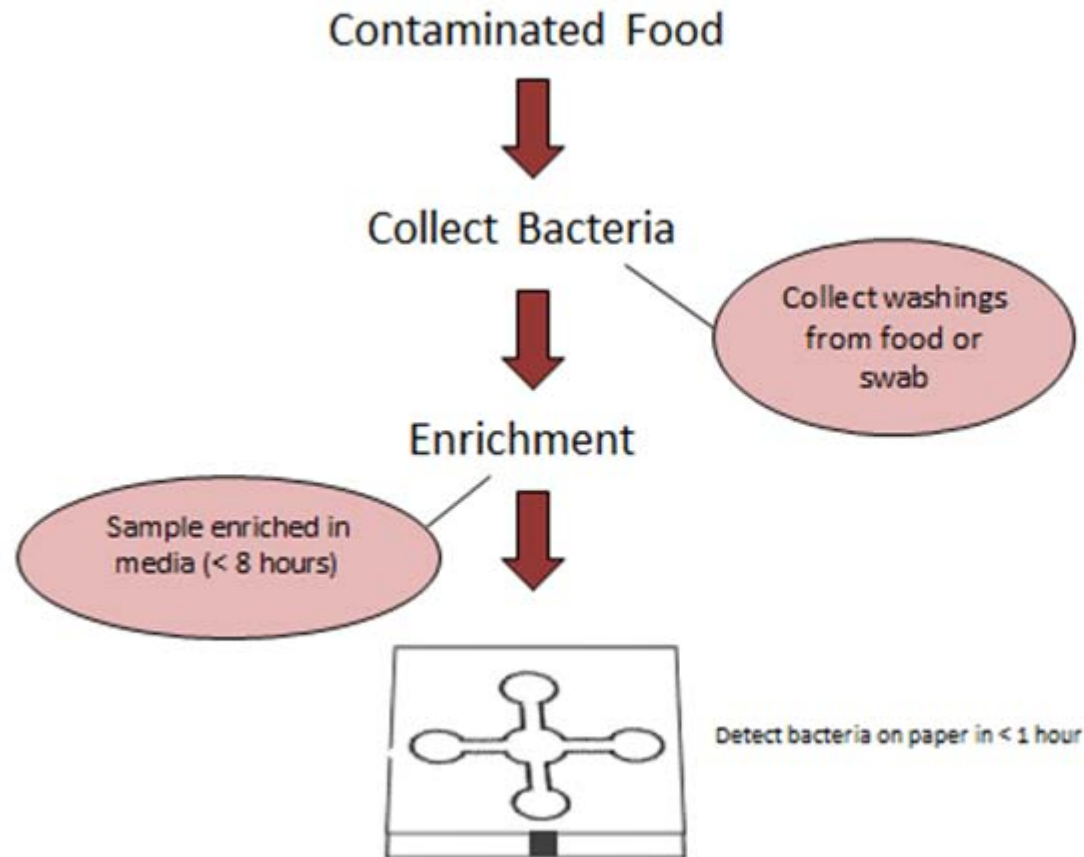 Contaminated Food
Collect Bacteria
Collect washings
from food or
swab
Enrichment
Sample enriched in
media (< 8 hours)
Detect bacteria on paper in < 1 hour